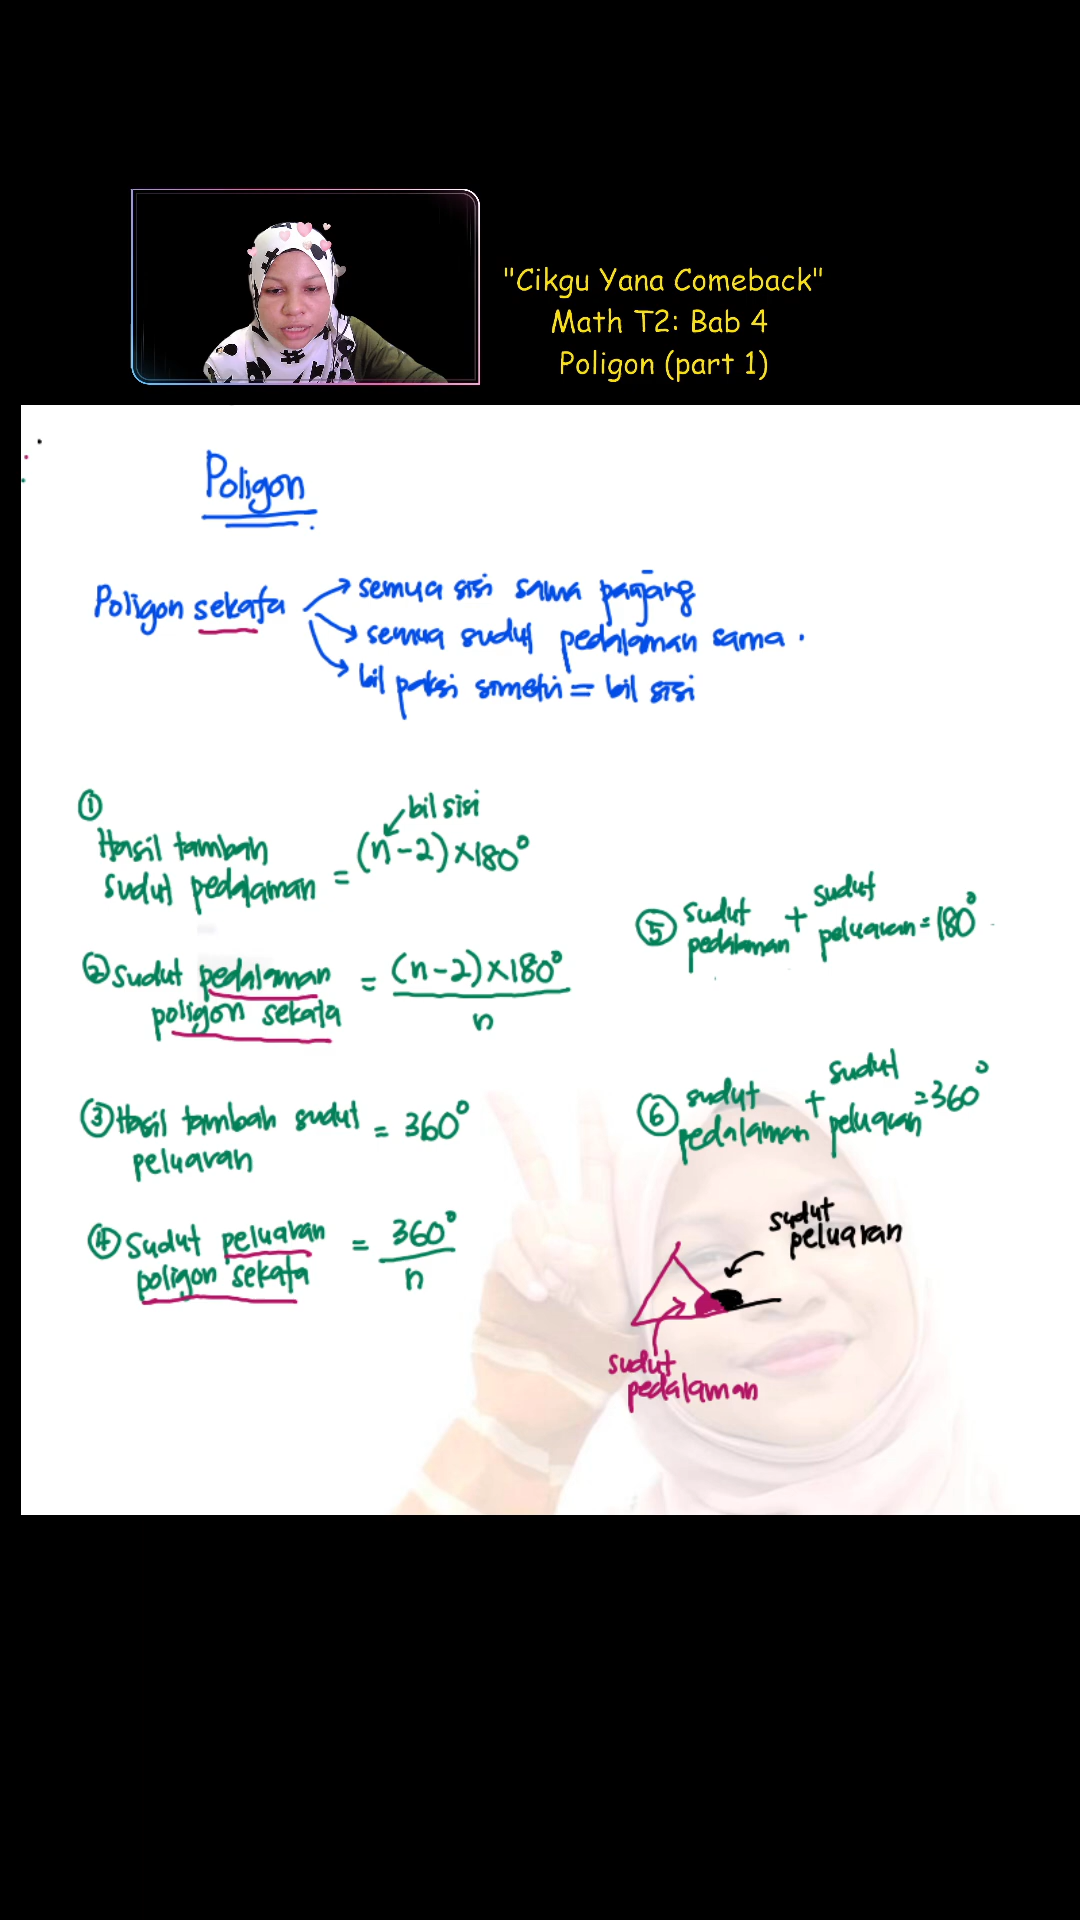 "Cikgu Yana Comeback"
Math T2: Bab 4
Poligon (part 1)
Poligon
Poligon sekata
semua sisi sama panjang
semua sudut pedalaman sama.
bil paksi simetri = bil sisi
①
bil sisi
Hasil tambah
sudut pedalaman = (n-2)×180°
② sudut pedalaman
poligon sekata = (n-2)×180°
n
③ Hasil tambah sudut
peluaran = 360°
④ sudut peluaran
poligon sekata = 360°
n
⑤ sudut pedalaman + sudut peluaran = 180°
⑥ sudut pedalaman + sudut peluaran = 360°
sudut
peluaran
sudut
pedalaman